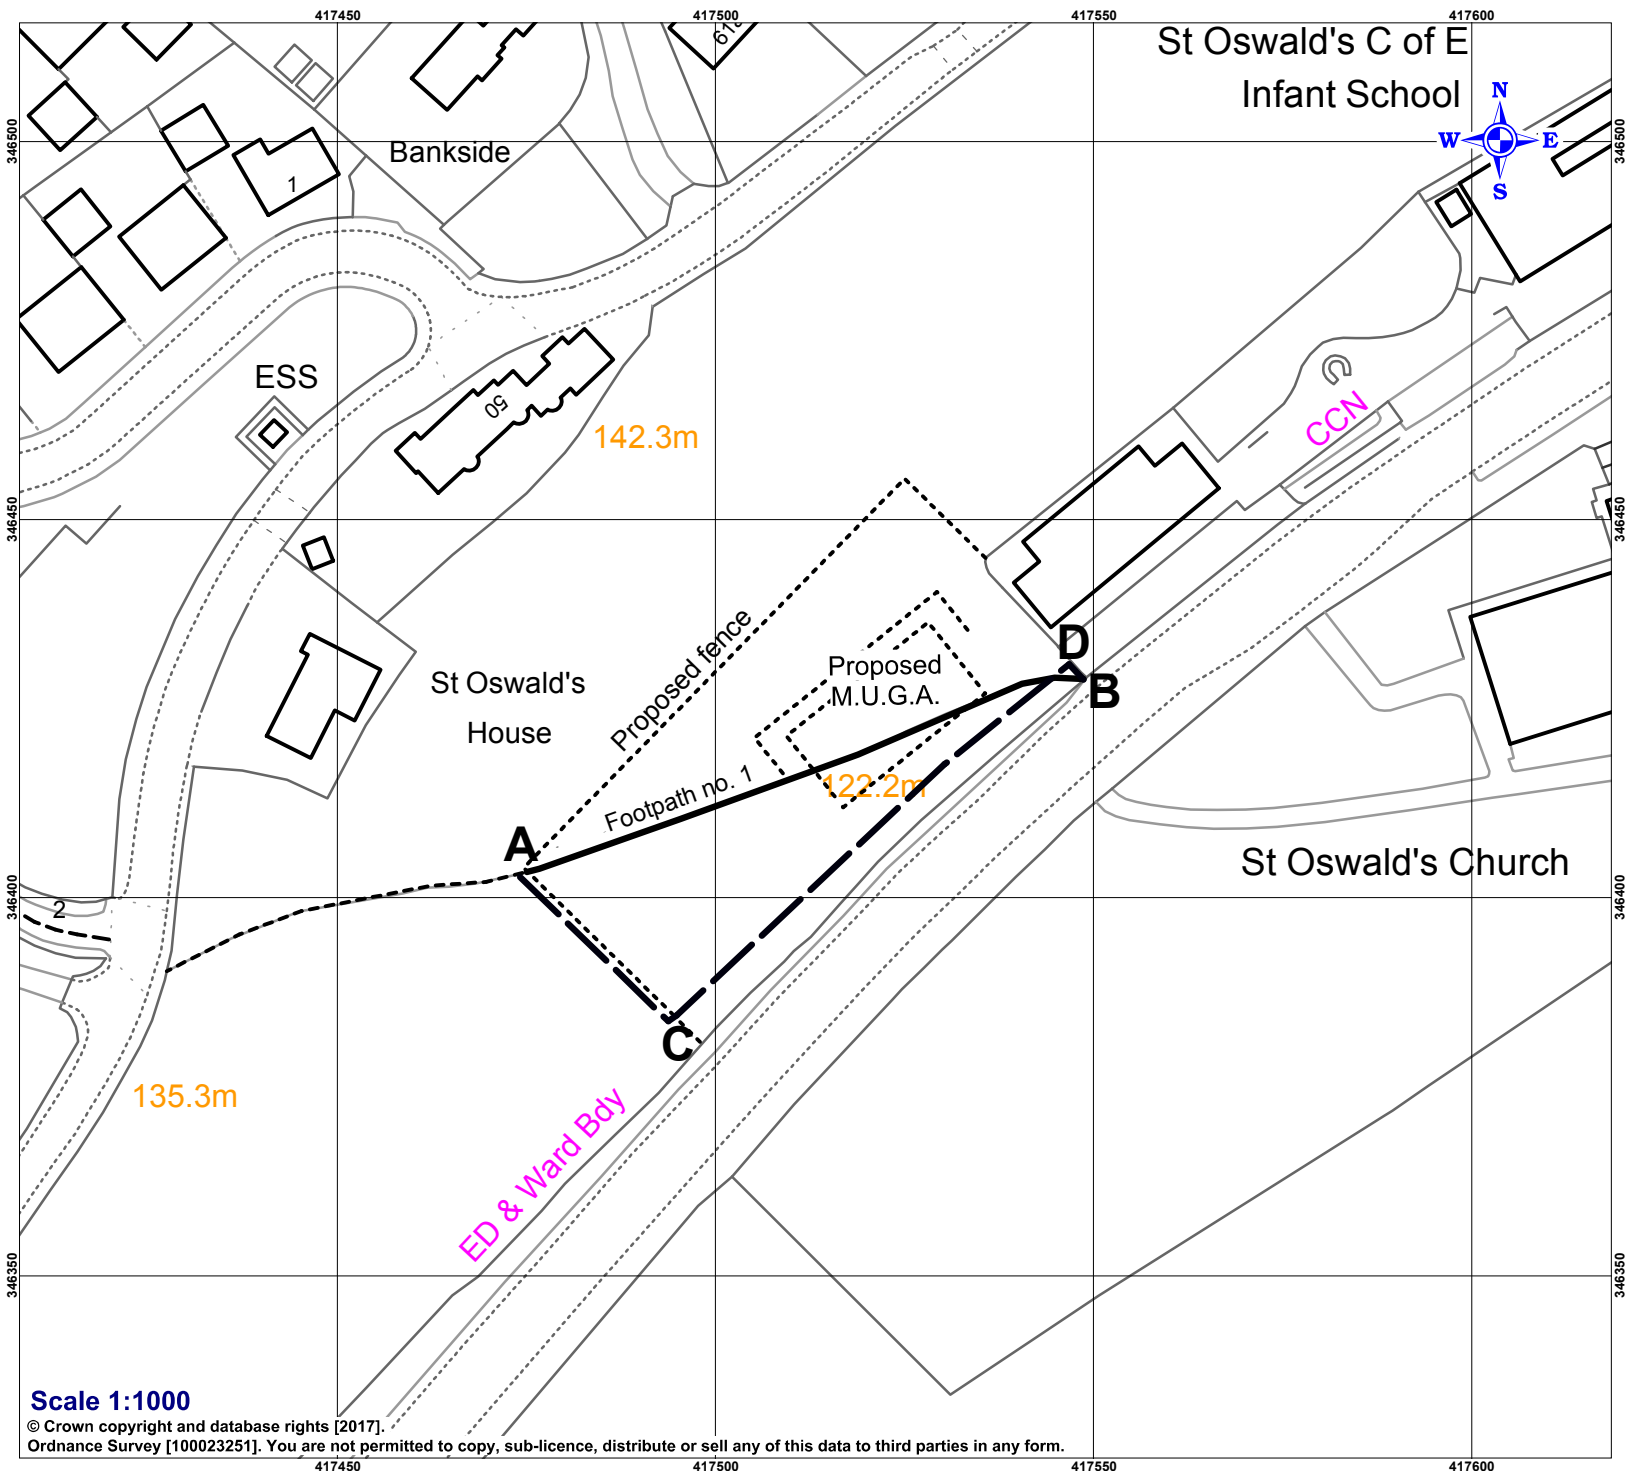 417450
417500
417550
417600
St Oswald's C of E
Infant School
N
W
E
S
346500
346500
Bankside
1
ESS
50
142.3m
CCN
346450
346450
Proposed fence
St Oswald's
House
Proposed
M.U.G.A.
D
B
122.2m
Footpath no. 1
A
St Oswald's Church
346400
346400
2
C
135.3m
ED & Ward Bdy
346350
346350
Scale 1:1000
© Crown copyright and database rights [2017].
Ordnance Survey [100023251]. You are not permitted to copy, sub-licence, distribute or sell any of this data to third parties in any form.
417450
417500
417550
417600